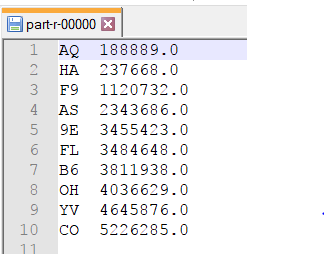 part-r-00000
1 AQ 188889.0
2 HA 237668.0
3 F9 1120732.0
4 AS 2343686.0
5 9E 3455423.0
6 FL 3484648.0
7 B6 3811938.0
8 OH 4036629.0
9 YV 4645876.0
10 CO 5226285.0
11